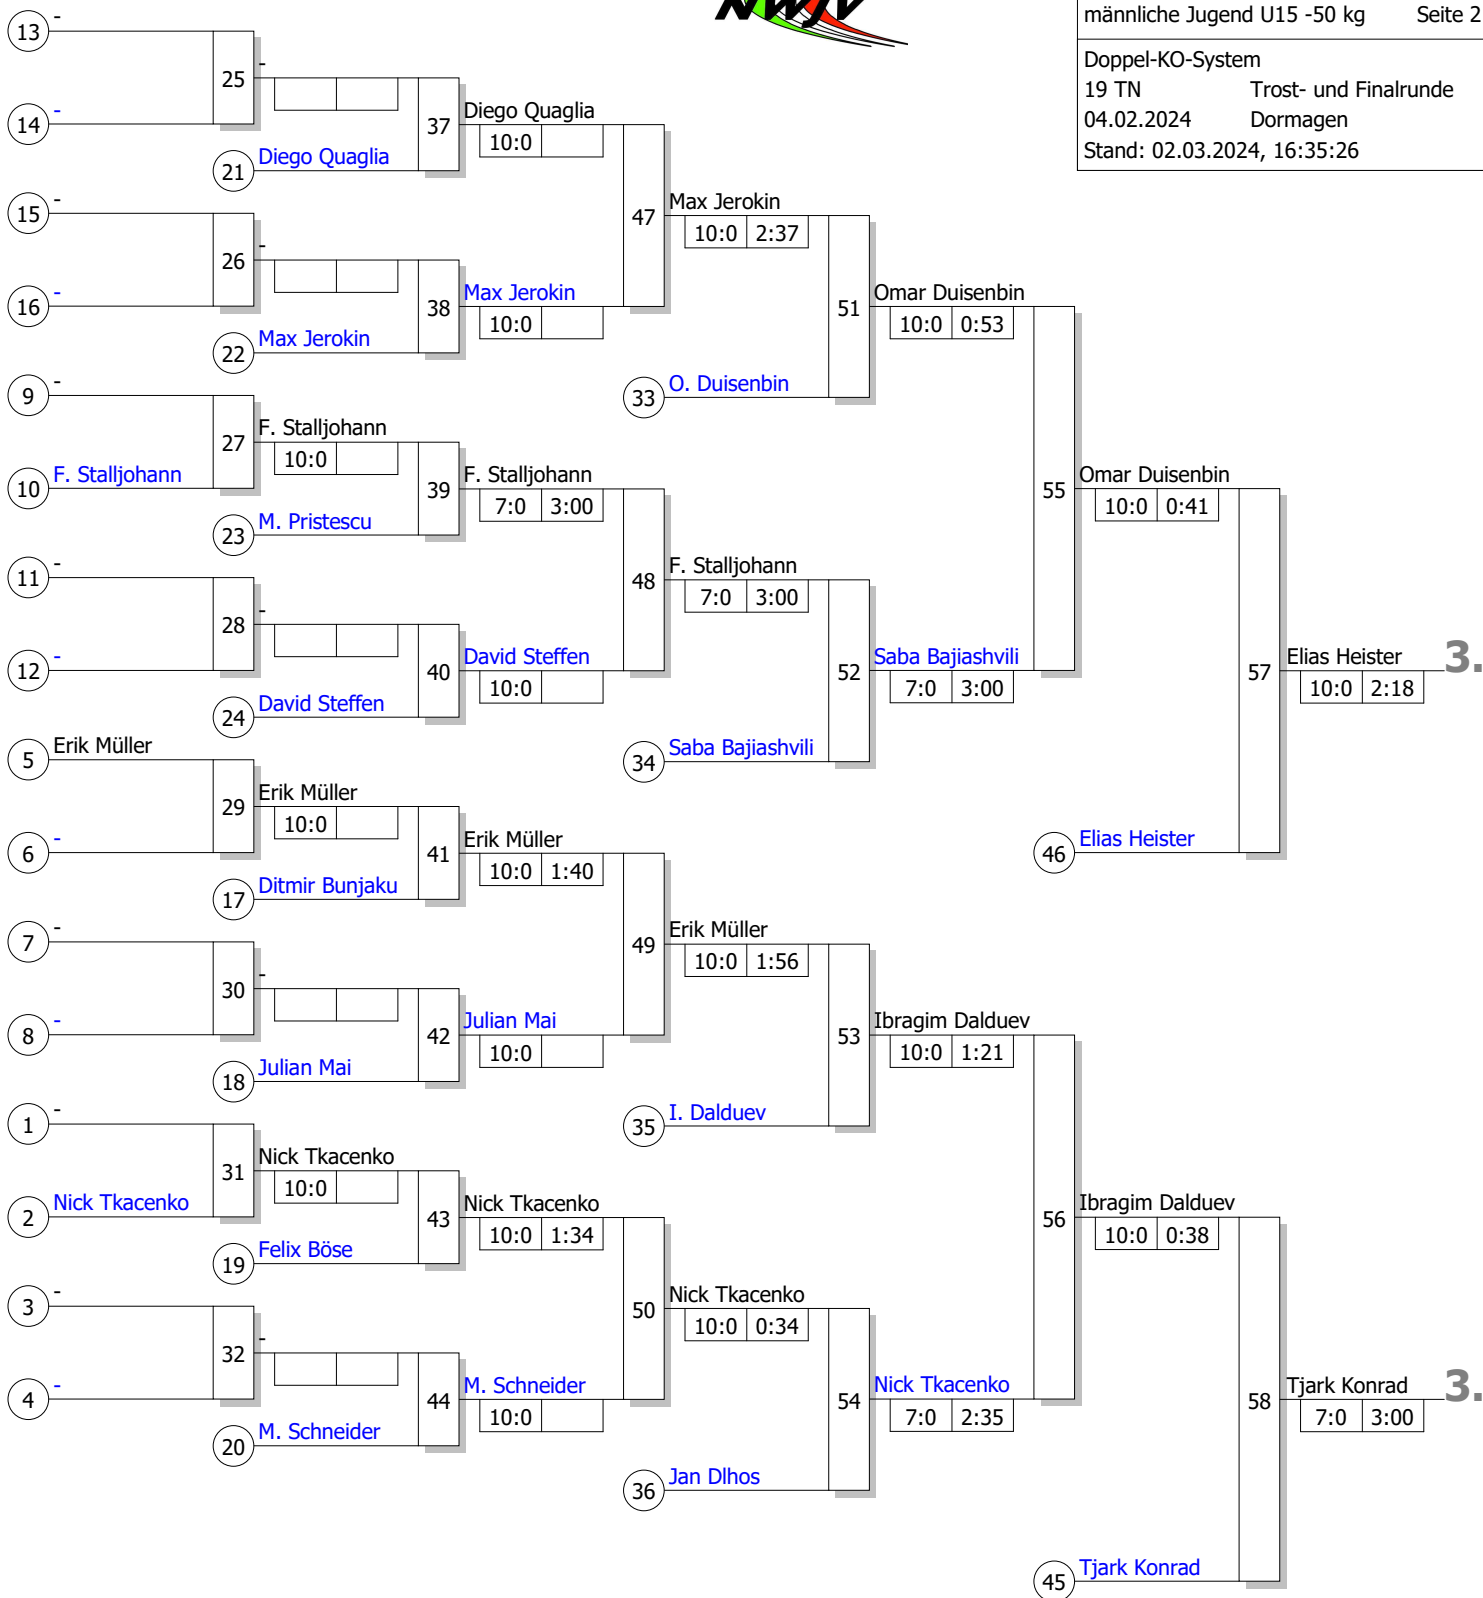 NWJV
männliche Jugend U15 -50 kg Seite 2
Doppel-KO-System
19 TN Trost- und Finalrunde
04.02.2024 Dormagen
Stand: 02.03.2024, 16:35:26
13 -
25 -
14 -
37 Diego Quaglia
10:0
21 Diego Quaglia
15 -
47 Max Jerokin
10:0 2:37
26 -
16 -
38 Max Jerokin
10:0
22 Max Jerokin
51 Omar Duisenbin
10:0 0:53
33 O. Duisenbin
9 -
27 F. Stalljohann
10:0
10 F. Stalljohann
39 F. Stalljohann
7:0 3:00
23 M. Pristescu
55 Omar Duisenbin
10:0 0:41
11 -
48 F. Stalljohann
7:0 3:00
28 -
12 -
40 David Steffen
10:0
24 David Steffen
52 Saba Bajiashvili
7:0 3:00
34 Saba Bajiashvili
57 Elias Heister 3.
10:0 2:18
5 Erik Müller
29 Erik Müller
10:0
6 -
41 Erik Müller
10:0 1:40
46 Elias Heister
17 Ditmir Bunjaku
7 -
49 Erik Müller
10:0 1:56
30 -
8 -
42 Julian Mai
10:0
18 Julian Mai
53 Ibragim Dalduev
10:0 1:21
35 I. Dalduev
1 -
31 Nick Tkacenko
10:0
2 Nick Tkacenko
43 Nick Tkacenko
10:0 1:34
19 Felix Böse
56 Ibragim Dalduev
10:0 0:38
3 -
50 Nick Tkacenko
10:0 0:34
32 -
4 -
44 M. Schneider
10:0
20 M. Schneider
54 Nick Tkacenko
7:0 2:35
36 Jan Dlhos
58 Tjark Konrad 3.
7:0 3:00
45 Tjark Konrad